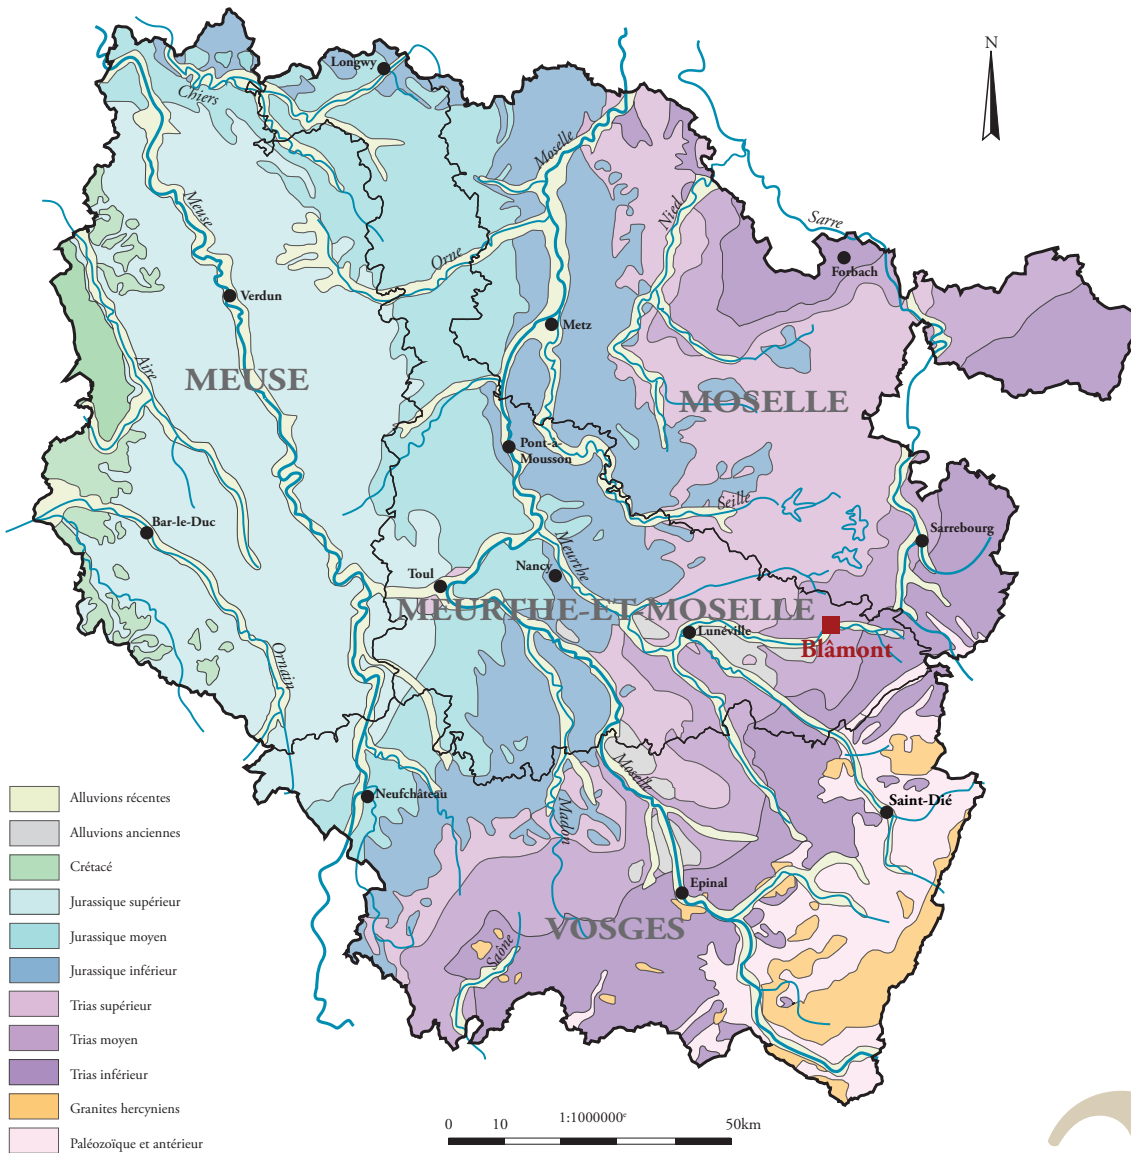 N
Longwy
Chiers
Moselle
Meuse
Nied
Sarre
Orne
Forbach
Verdun
Metz
Aire
MEUSE
MOSELLE
Pont-à-
Mousson
Seille
Bar-le-Duc
Sarrebourg
Meurthe
Nancy
Toul
MEURTHE-ET-MOSELLE
Lunéville
Blâmont
Ornain
Moselle
Neufchâteau
Madon
Saint-Dié
Epinal
VOSGES
Saône
Alluvions récentes
Alluvions anciennes
Crétacé
Jurassique supérieur
Jurassique moyen
Jurassique inférieur
Trias supérieur
Trias moyen
Trias inférieur
Granites hercyniens
Paléozoïque et antérieur
1:1000000e
0 10 50km